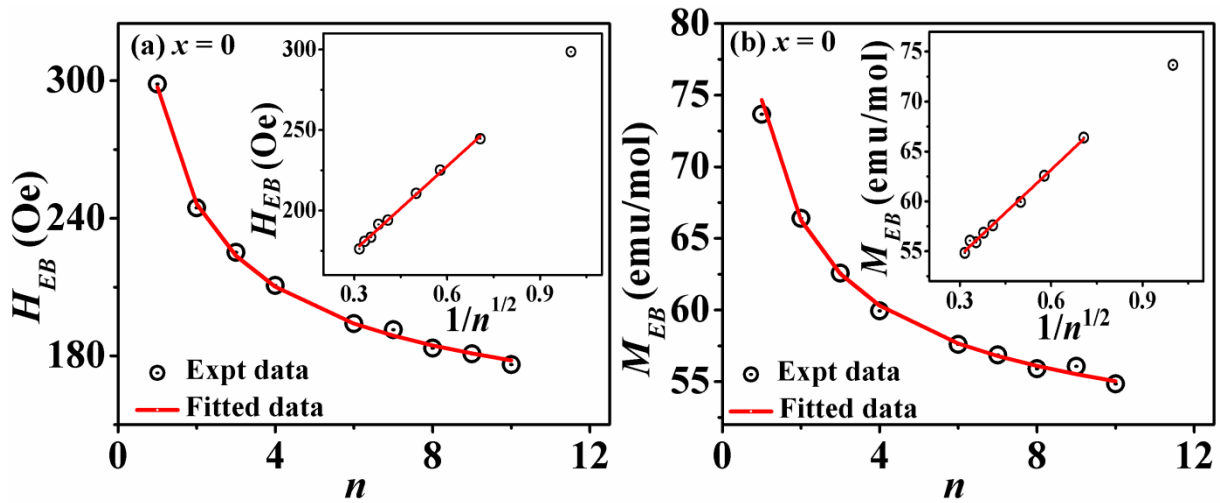 (a) x = 0
H_EB (Oe)
300
240
180
0
4
8
12
n
Expt data
Fitted data
H_EB (Oe)
300
250
200
0.3
0.6
0.9
1/n^1/2
(b) x = 0
M_EB (emu/mol)
80
75
70
65
60
55
50
0
4
8
12
n
Expt data
Fitted data
M_EB (emu/mol)
75
70
65
60
55
0.3
0.6
0.9
1/n^1/2